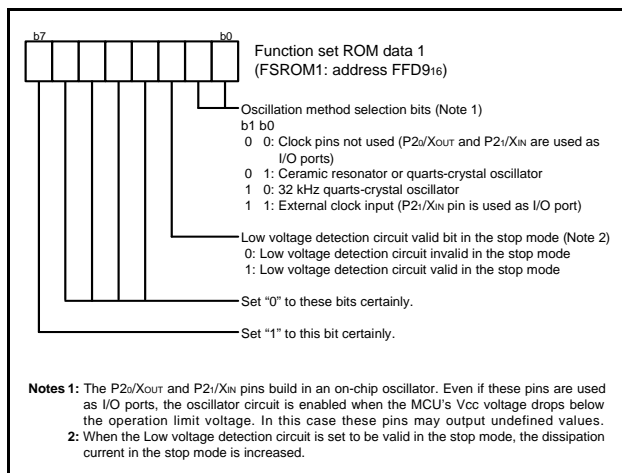 b7 b0
Function set ROM data 1
(FSROM1: address FFD916)
Oscillation method selection bits (Note 1)
b1 b0
0 0: Clock pins not used (P20/XOUT and P21/XIN are used as
I/O ports)
0 1: Ceramic resonator or quarts-crystal oscillator
1 0: 32 kHz quarts-crystal oscillator
1 1: External clock input (P21/XIN pin is used as I/O port)
Low voltage detection circuit valid bit in the stop mode (Note 2)
0: Low voltage detection circuit invalid in the stop mode
1: Low voltage detection circuit valid in the stop mode
Set “0” to these bits certainly.
Set “1” to this bit certainly.
Notes 1: The P20/XOUT and P21/XIN pins build in an on-chip oscillator. Even if these pins are used
as I/O ports, the oscillator circuit is enabled when the MCU’s Vcc voltage drops below
the operation limit voltage. In this case these pins may output undefined values.
2: When the Low voltage detection circuit is set to be valid in the stop mode, the dissipation
current in the stop mode is increased.